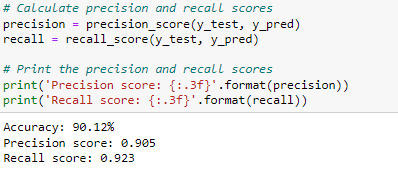 # Calculate precision and recall scores
precision = precision_score(y_test, y_pred)
recall = recall_score(y_test, y_pred)
# Print the precision and recall scores
print('Precision score: {:.3f}'.format(precision))
print('Recall score: {:.3f}'.format(recall))
Accuracy: 90.12%
Precision score: 0.905
Recall score: 0.923